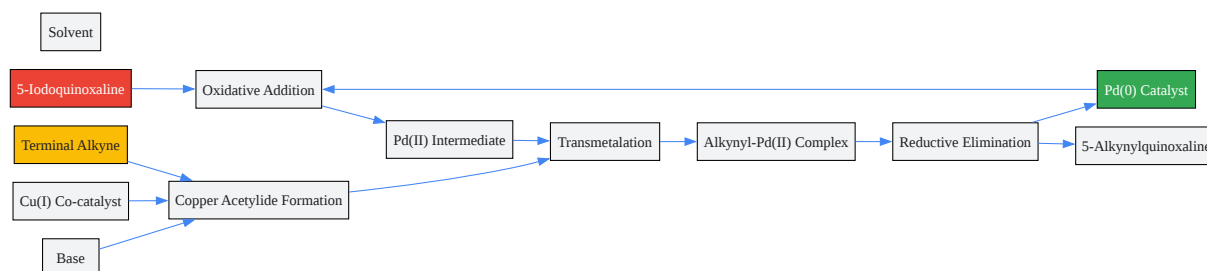 Solvent
5-Iodoquinoxaline
Oxidative Addition
Pd(0) Catalyst
Terminal Alkyne
Pd(II) Intermediate
Transmetalation
Alkynyl-Pd(II) Complex
Reductive Elimination
5-Alkynylquinoxaline
Cu(I) Co-catalyst
Copper Acetylide Formation
Base